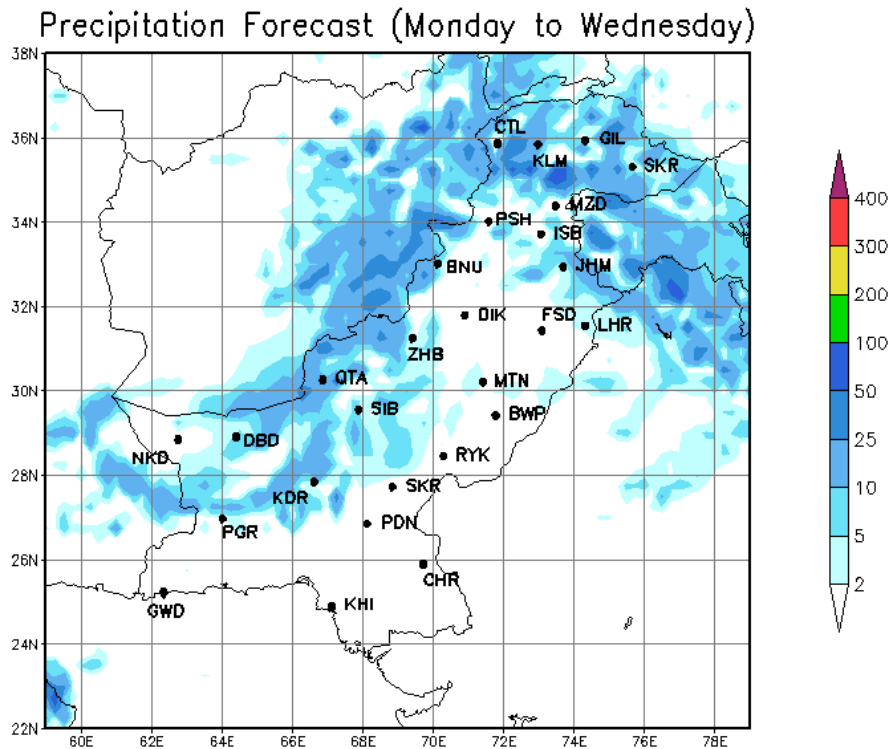 Precipitation Forecast (Monday to Wednesday)
38N
36N
34N
32N
30N
28N
26N
24N
22N
CTL
GIL
KLM
SKR
MZD
PSH
ISB
BNU
JHM
DIK
FSD
LHR
ZHB
QTA
MTN
SIB
BWP
DBD
NKD
RYK
KDR
SKR
PDN
PGR
CHR
GWD
KHI
60E 62E 64E 66E 68E 70E 72E 74E 76E 78E
400
300
200
100
50
25
10
5
2